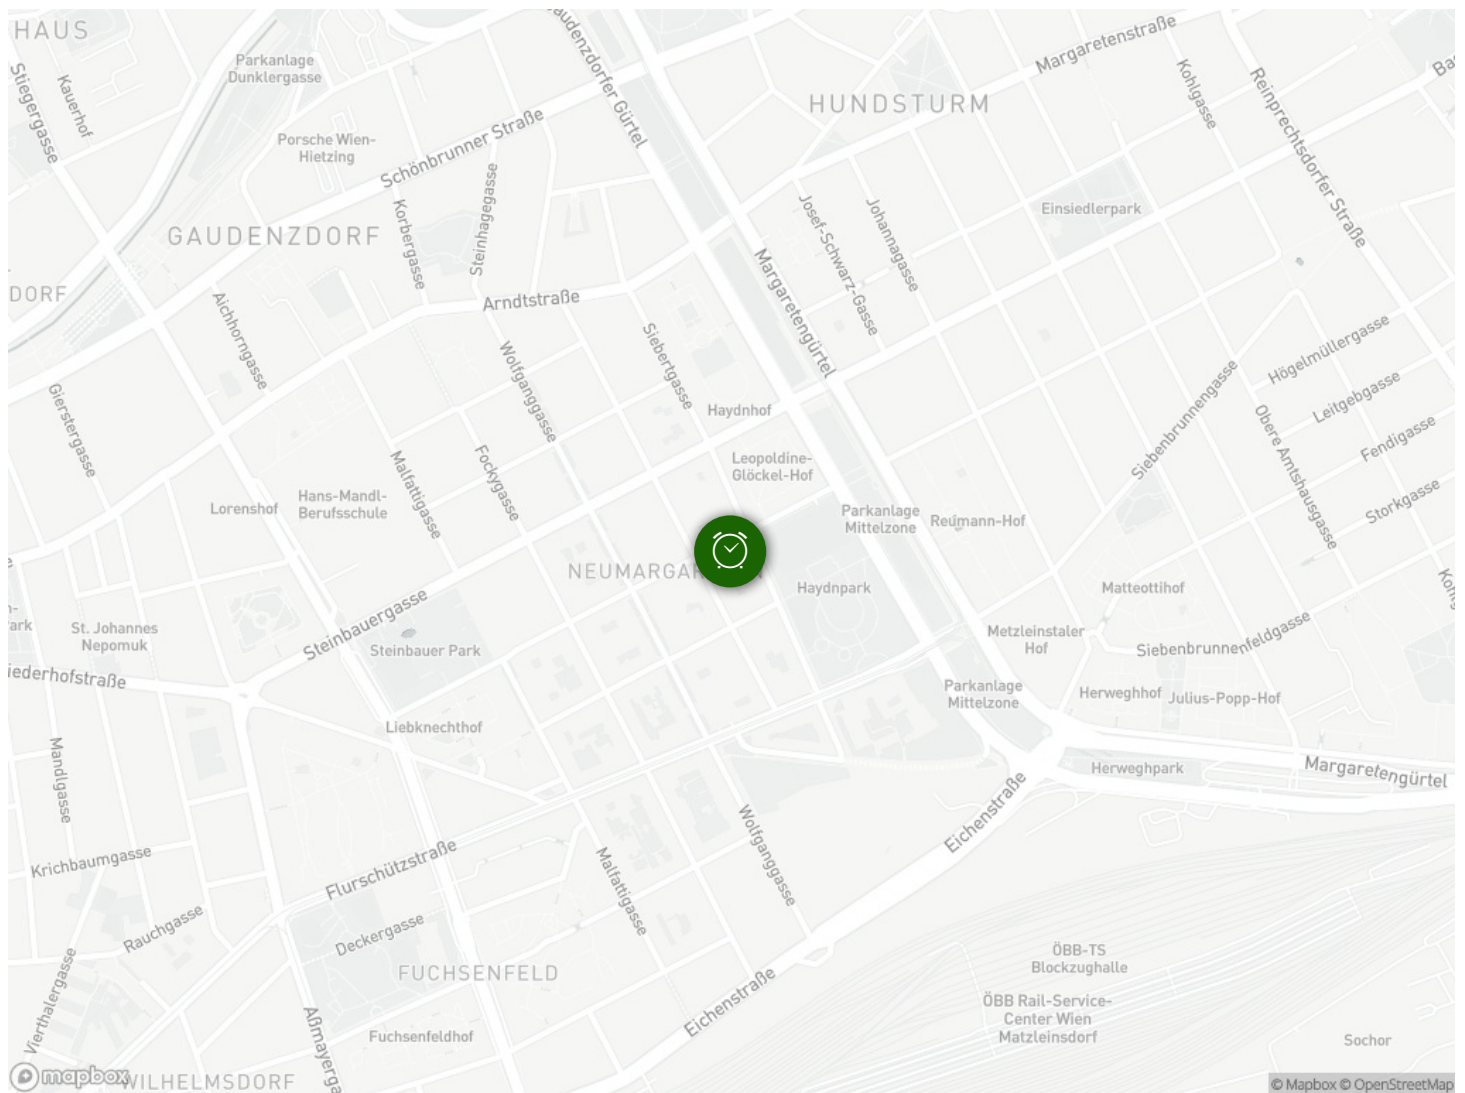 HAUS
Margaretenstraße
Gaudenzdorfer Gürtel
Parkanlage
Dunklergasse
Stiegergasse
Kauerhof
Kohlgasse
Reinprechtsdorfer Straße
HUNDSTURM
Porsche Wien-
Hietzing
Schönbrunner Straße
Einsiedlerpark
Korbergasse
Steinhagegasse
Josef-Schwarz-Gasse
Johannagasse
GAUDENZDORF
DORF
Arndtstraße
Margaretengürtel
Aichhorngasse
Siebertgasse
Wolfganggasse
Högelmüllergasse
Leitgebgasse
Gierstergasse
Haydnhof
Siebenbrunnengasse
Obere Amtshausgasse
Fendigasse
Fockygasse
Malfattigasse
Leopoldine-
Glöckel-Hof
Lorenshof
Hans-Mandl-
Berufsschule
Storkgasse
Parkanlage
Mittelzone
Reumann-Hof
Haydnpark
Matteottihof
Steinbauergasse
St. Johannes
Nepomuk
ark
Steinbauer Park
Metzleinstaler
Hof
Siebenbrunnenfeldgasse
iederhofstraße
Parkanlage
Mittelzone
Herweghhof
Julius-Popp-Hof
Liebknechthof
Mandlgasse
Herweghpark
Margaretengürtel
Eichenstraße
Wolfganggasse
Krichbaumgasse
Flurschützstraße
Malfattigasse
Rauchgasse
Deckergasse
FUCHSENFELD
ÖBB-TS
Blockzughalle
Vierthalergasse
Eichenstraße
ÖBB Rail-Service-
Center Wien
Matzleinsdorf
Aßmayerga
Fuchsenfeldhof
Sochor
mapbox
WILHELMSDORF
© Mapbox © OpenStreetMap